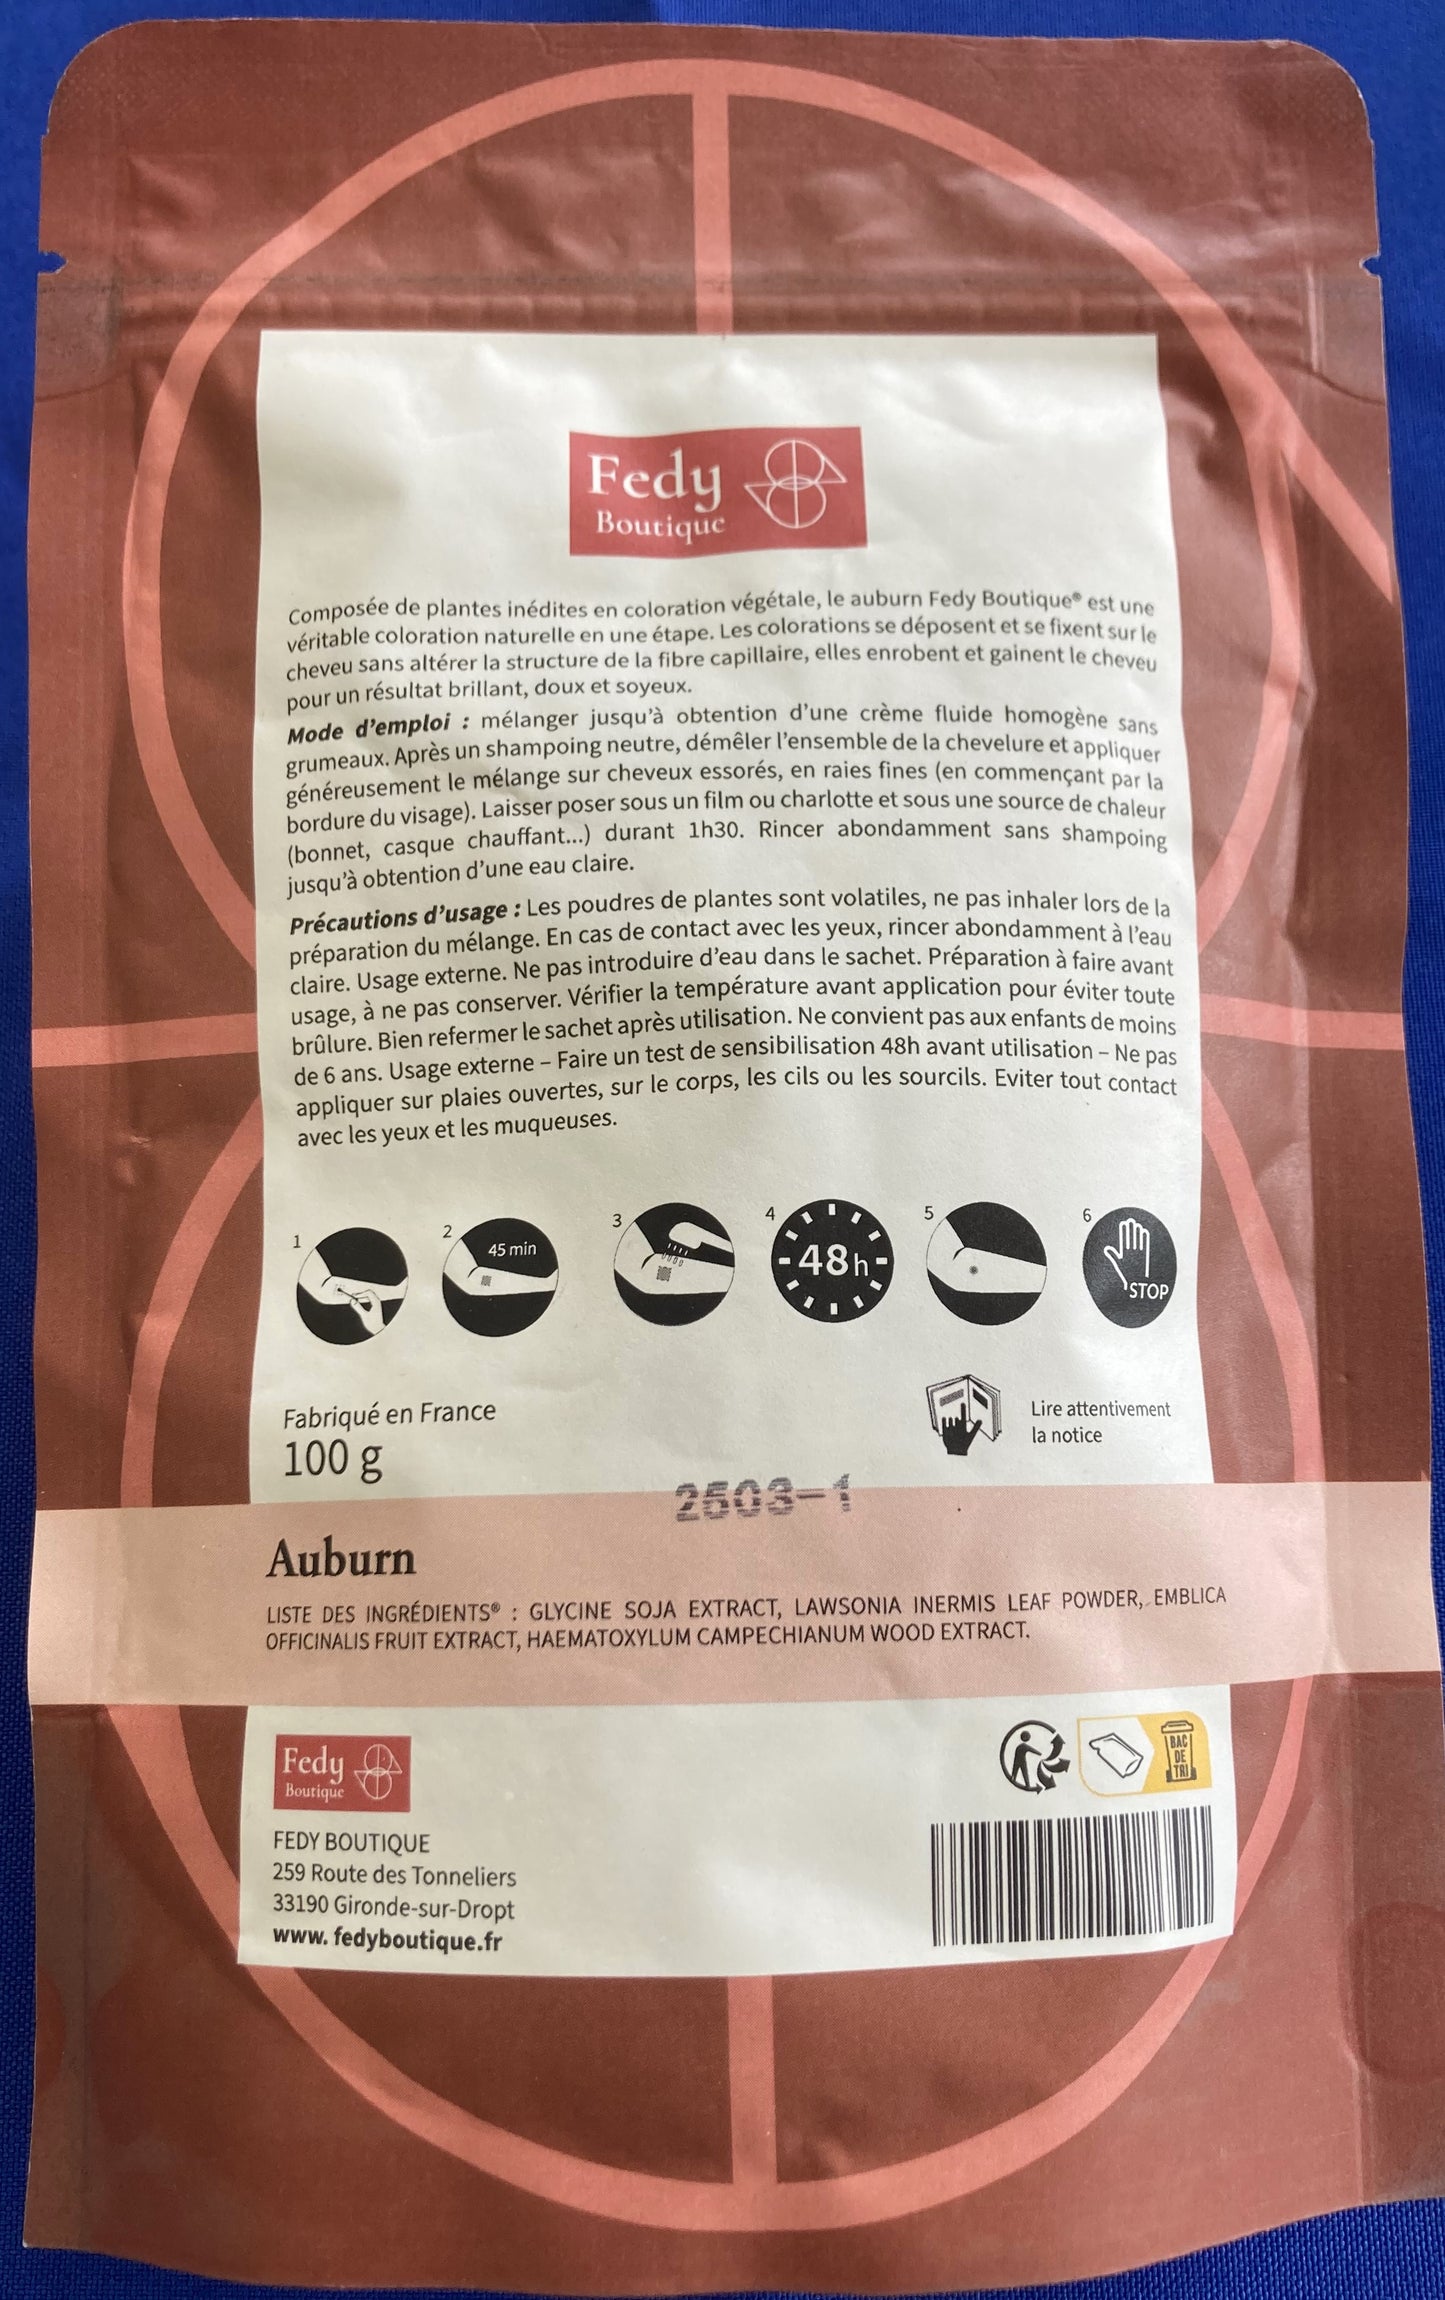 Fedy
Boutique
Composée de plantes inédites en coloration végétale, le auburn Fedy Boutique® est une
véritable coloration naturelle en une étape. Les colorations se déposent et se fixent sur le
cheveu sans altérer la structure de la fibre capillaire, elles enrobent et gainent le cheveu
pour un résultat brillant, doux et soyeux.
Mode d'emploi : mélanger jusqu'à obtention d'une crème fluide homogène sans
grumeaux. Après un shampoing neutre, démêler l'ensemble de la chevelure et appliquer
généreusement le mélange sur cheveux essorés, en raies fines (en commençant par la
bordure du visage). Laisser poser sous un film ou charlotte et sous une source de chaleur
(bonnet, casque chauffant...) durant 1h30. Rincer abondamment sans shampoing
jusqu'à obtention d'une eau claire.
Précautions d'usage : Les poudres de plantes sont volatiles, ne pas inhaler lors de la
préparation du mélange. En cas de contact avec les yeux, rincer abondamment à l'eau
claire. Usage externe. Ne pas introduire d'eau dans le sachet. Préparation à faire avant
usage, à ne pas conserver. Vérifier la température avant application pour éviter toute
brûlure. Bien refermer le sachet après utilisation. Ne convient pas aux enfants de moins
de 6 ans. Usage externe – Faire un test de sensibilisation 48h avant utilisation – Ne pas
appliquer sur plaies ouvertes, sur le corps, les cils ou les sourcils. Eviter tout contact
avec les yeux et les muqueuses.
1 2 3 4 5 6
45 min
48h
STOP
Fabriqué en France
100 g
Lire attentivement
la notice
2503-1
Auburn
LISTE DES INGRÉDIENTS® : GLYCINE SOJA EXTRACT, LAWSONIA INERMIS LEAF POWDER, EMBLICA
OFFICINALIS FRUIT EXTRACT, HAEMATOXYLUM CAMPECHIANUM WOOD EXTRACT.
Fedy
Boutique
BAC
DE
TRI
FEDY BOUTIQUE
259 Route des Tonneliers
33190 Gironde-sur-Dropt
www. fedyboutique.fr